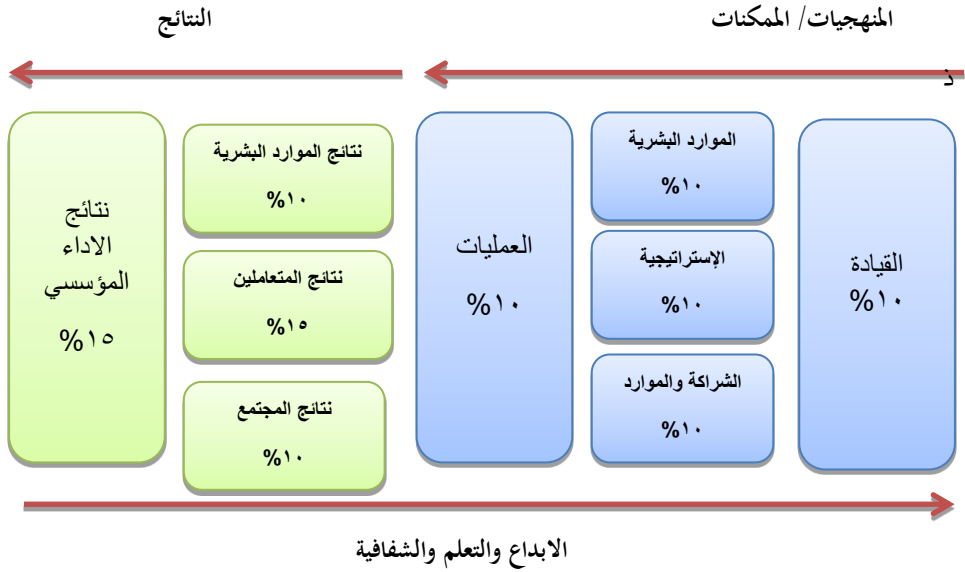 المنهجيات/ الممكنات
النتائج
ذ
القيادة
%١٠
الموارد البشرية
%١٠
الإستراتيجية
%١٠
الشراكة والموارد
%١٠
العمليات
%١٠
نتائج الموارد البشرية
%١٠
نتائج المتعاملين
%١٥
نتائج المجتمع
%١٠
نتائج
الاداء
المؤسسي
%١٥
الابداع والتعلم والشفافية